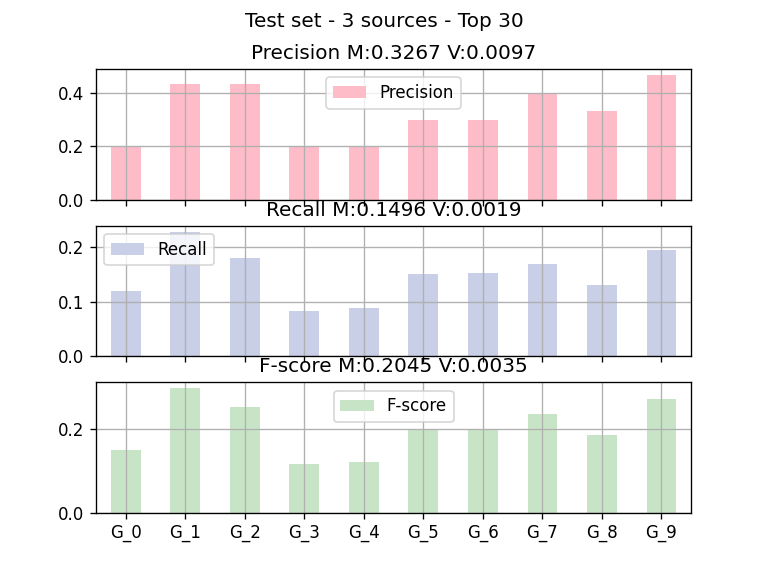 Test set - 3 sources - Top 30
Precision M:0.3267 V:0.0097
0.4
0.2
0.0
Precision
Recall M:0.1496 V:0.0019
0.2
0.1
0.0
Recall
F-score M:0.2045 V:0.0035
0.2
0.0
F-score
G_0 G_1 G_2 G_3 G_4 G_5 G_6 G_7 G_8 G_9